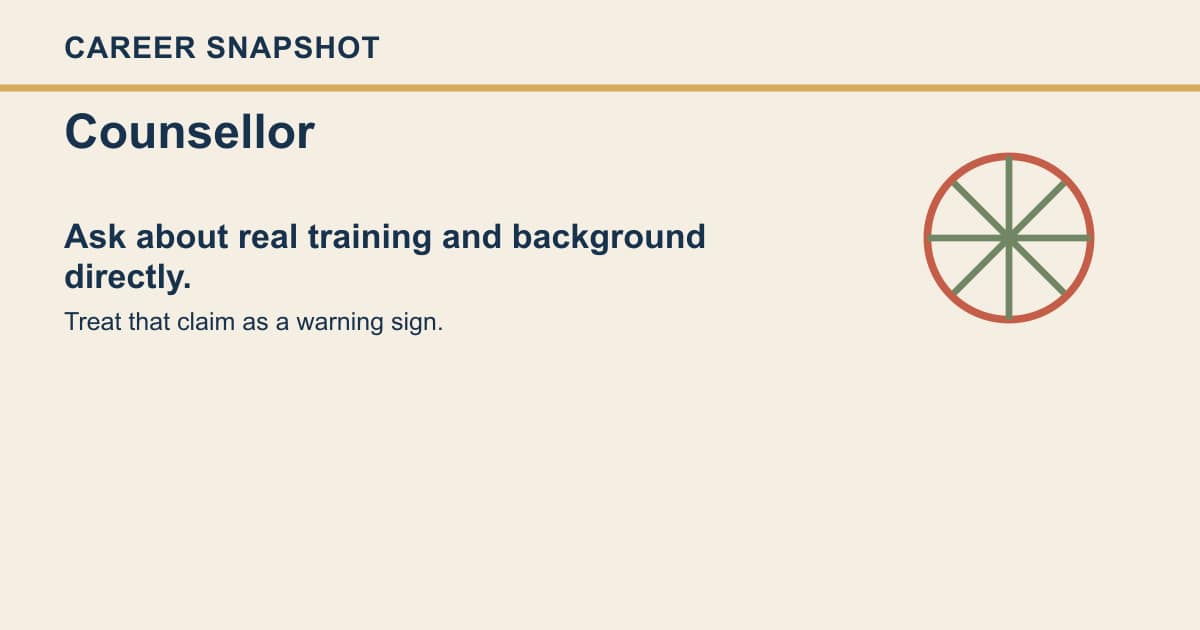 CAREER SNAPSHOT
Counsellor
Ask about real training and background
directly.
Treat that claim as a warning sign.